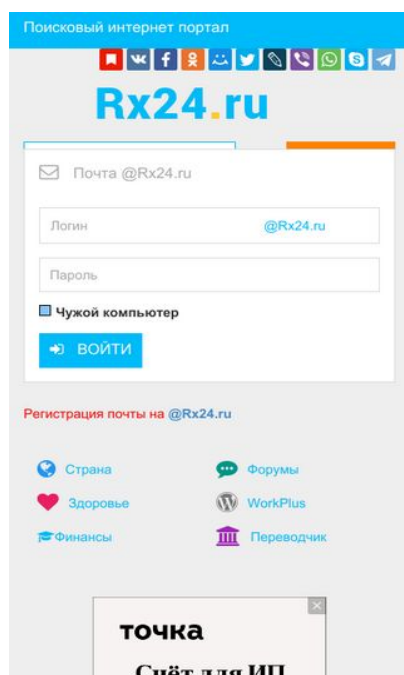 Поисковый интернет портал
Rx24.ru
Почта @Rx24.ru
Логин @Rx24.ru
Пароль
Чужой компьютер
ВОЙТИ
Регистрация почты на @Rx24.ru
Страна Форумы
Здоровье WorkPlus
Финансы Переводчик
точка
Счёт для ИП